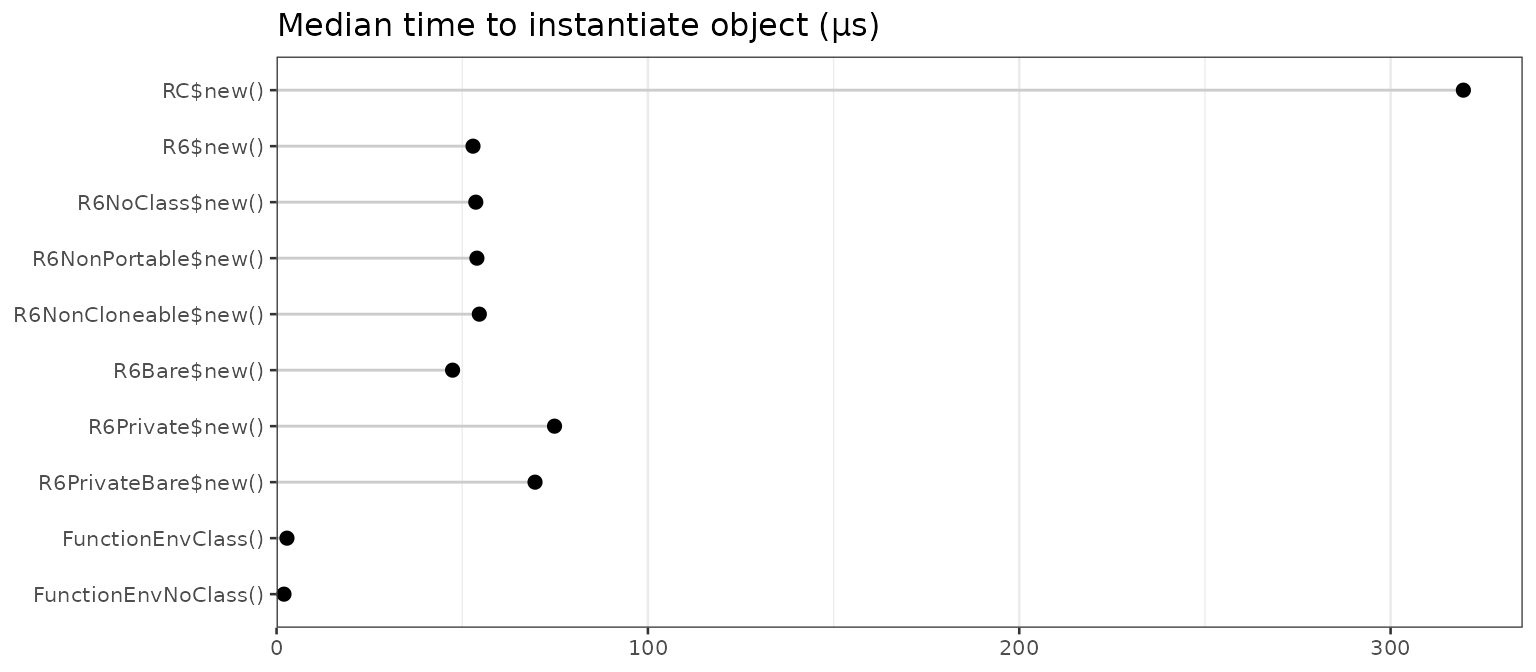 Median time to instantiate object (µs)
RC$new()
R6$new()
R6NoClass$new()
R6NonPortable$new()
R6NonCloneable$new()
R6Bare$new()
R6Private$new()
R6PrivateBare$new()
FunctionEnvClass()
FunctionEnvNoClass()
0 100 200 300